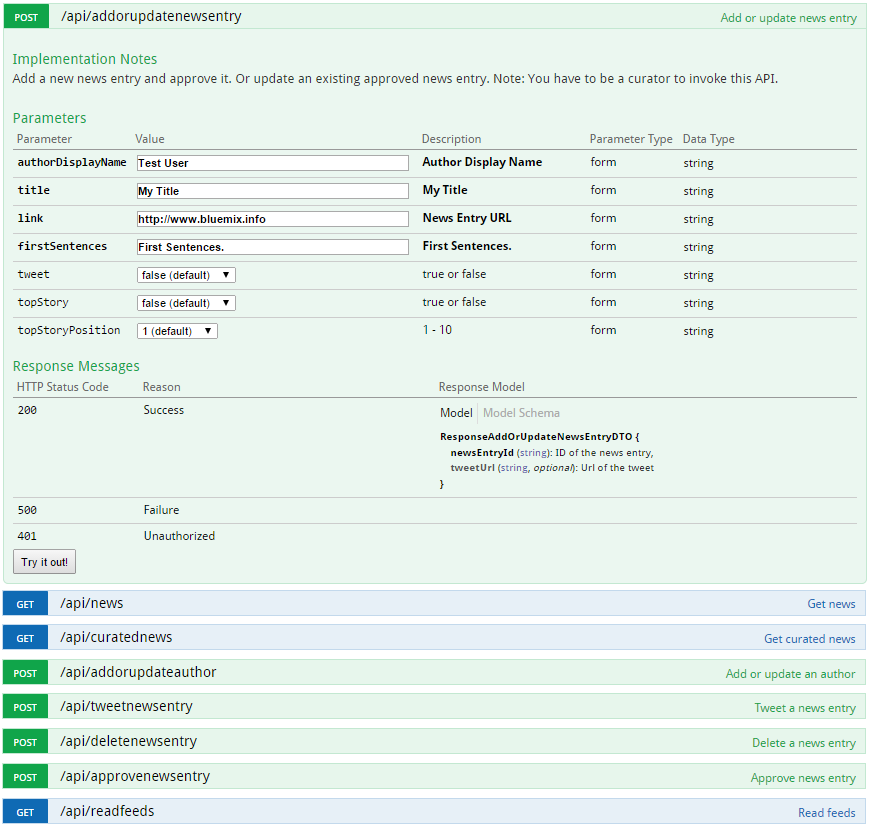 POST /api/addorupdatenewsentry Add or update news entry
Implementation Notes
Add a new news entry and approve it. Or update an existing approved news entry. Note: You have to be a curator to invoke this API.
Parameters
Parameter Value Description Parameter Type Data Type
authorDisplayName Test User Author Display Name form string
title My Title My Title form string
link http://www.bluemix.info News Entry URL form string
firstSentences First Sentences. First Sentences. form string
tweet false (default) true or false form string
topStory false (default) true or false form string
topStoryPosition 1 (default) 1 - 10 form string
Response Messages
HTTP Status Code Reason Response Model
200 Success Model Model Schema
ResponseAddOrUpdateNewsEntryDTO {
newsEntryId (string): ID of the news entry,
tweetUrl (string, optional): Url of the tweet
}
500 Failure
401 Unauthorized
Try it out!
GET /api/news Get news
GET /api/curatednews Get curated news
POST /api/addorupdateauthor Add or update an author
POST /api/tweetnewsentry Tweet a news entry
POST /api/deletenewsentry Delete a news entry
POST /api/approvenewsentry Approve news entry
GET /api/readfeeds Read feeds